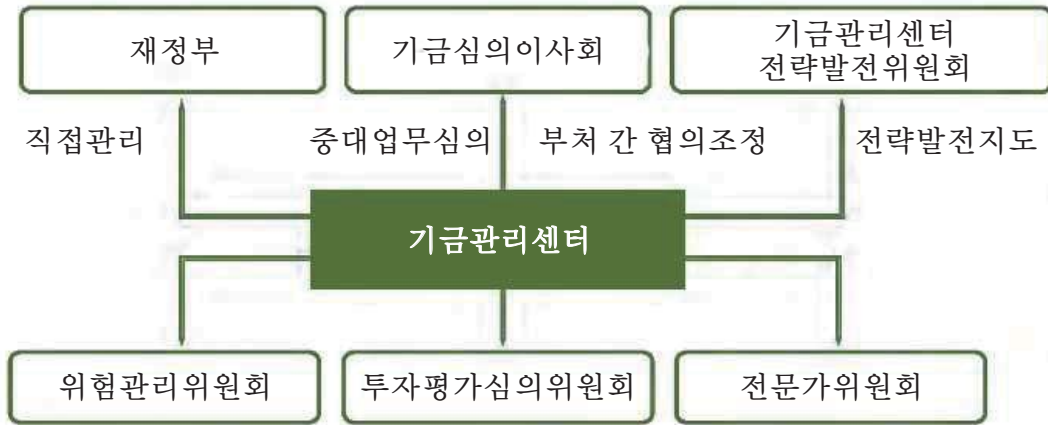 재정부
기금심의이사회
기금관리센터
전략발전위원회
직접관리
중대업무심의
부처 간 협의조정
전략발전지도
기금관리센터
위험관리위원회
투자평가심의위원회
전문가위원회